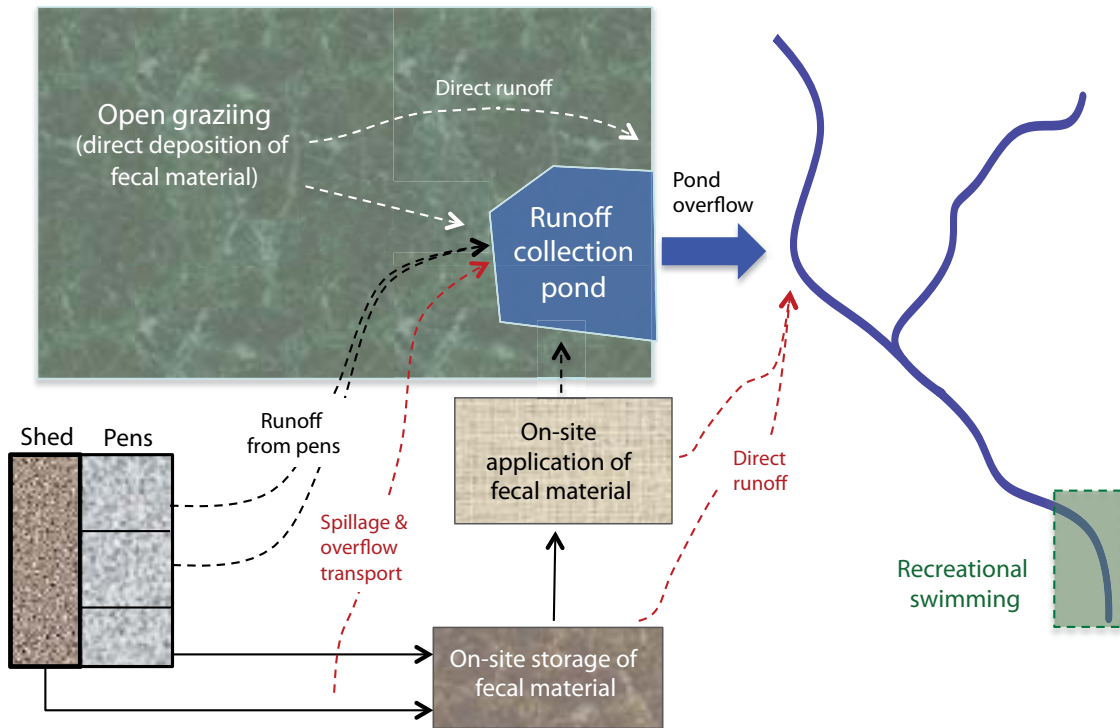 Direct runoff
Open graziing
(direct deposition of
fecal material)
Pond
overflow
Runoff
collection
pond
Runoff
from pens
Shed
Pens
On-site
application of
fecal material
Direct
runoff
Spillage &
overflow
transport
Recreational
swimming
On-site storage of
fecal material